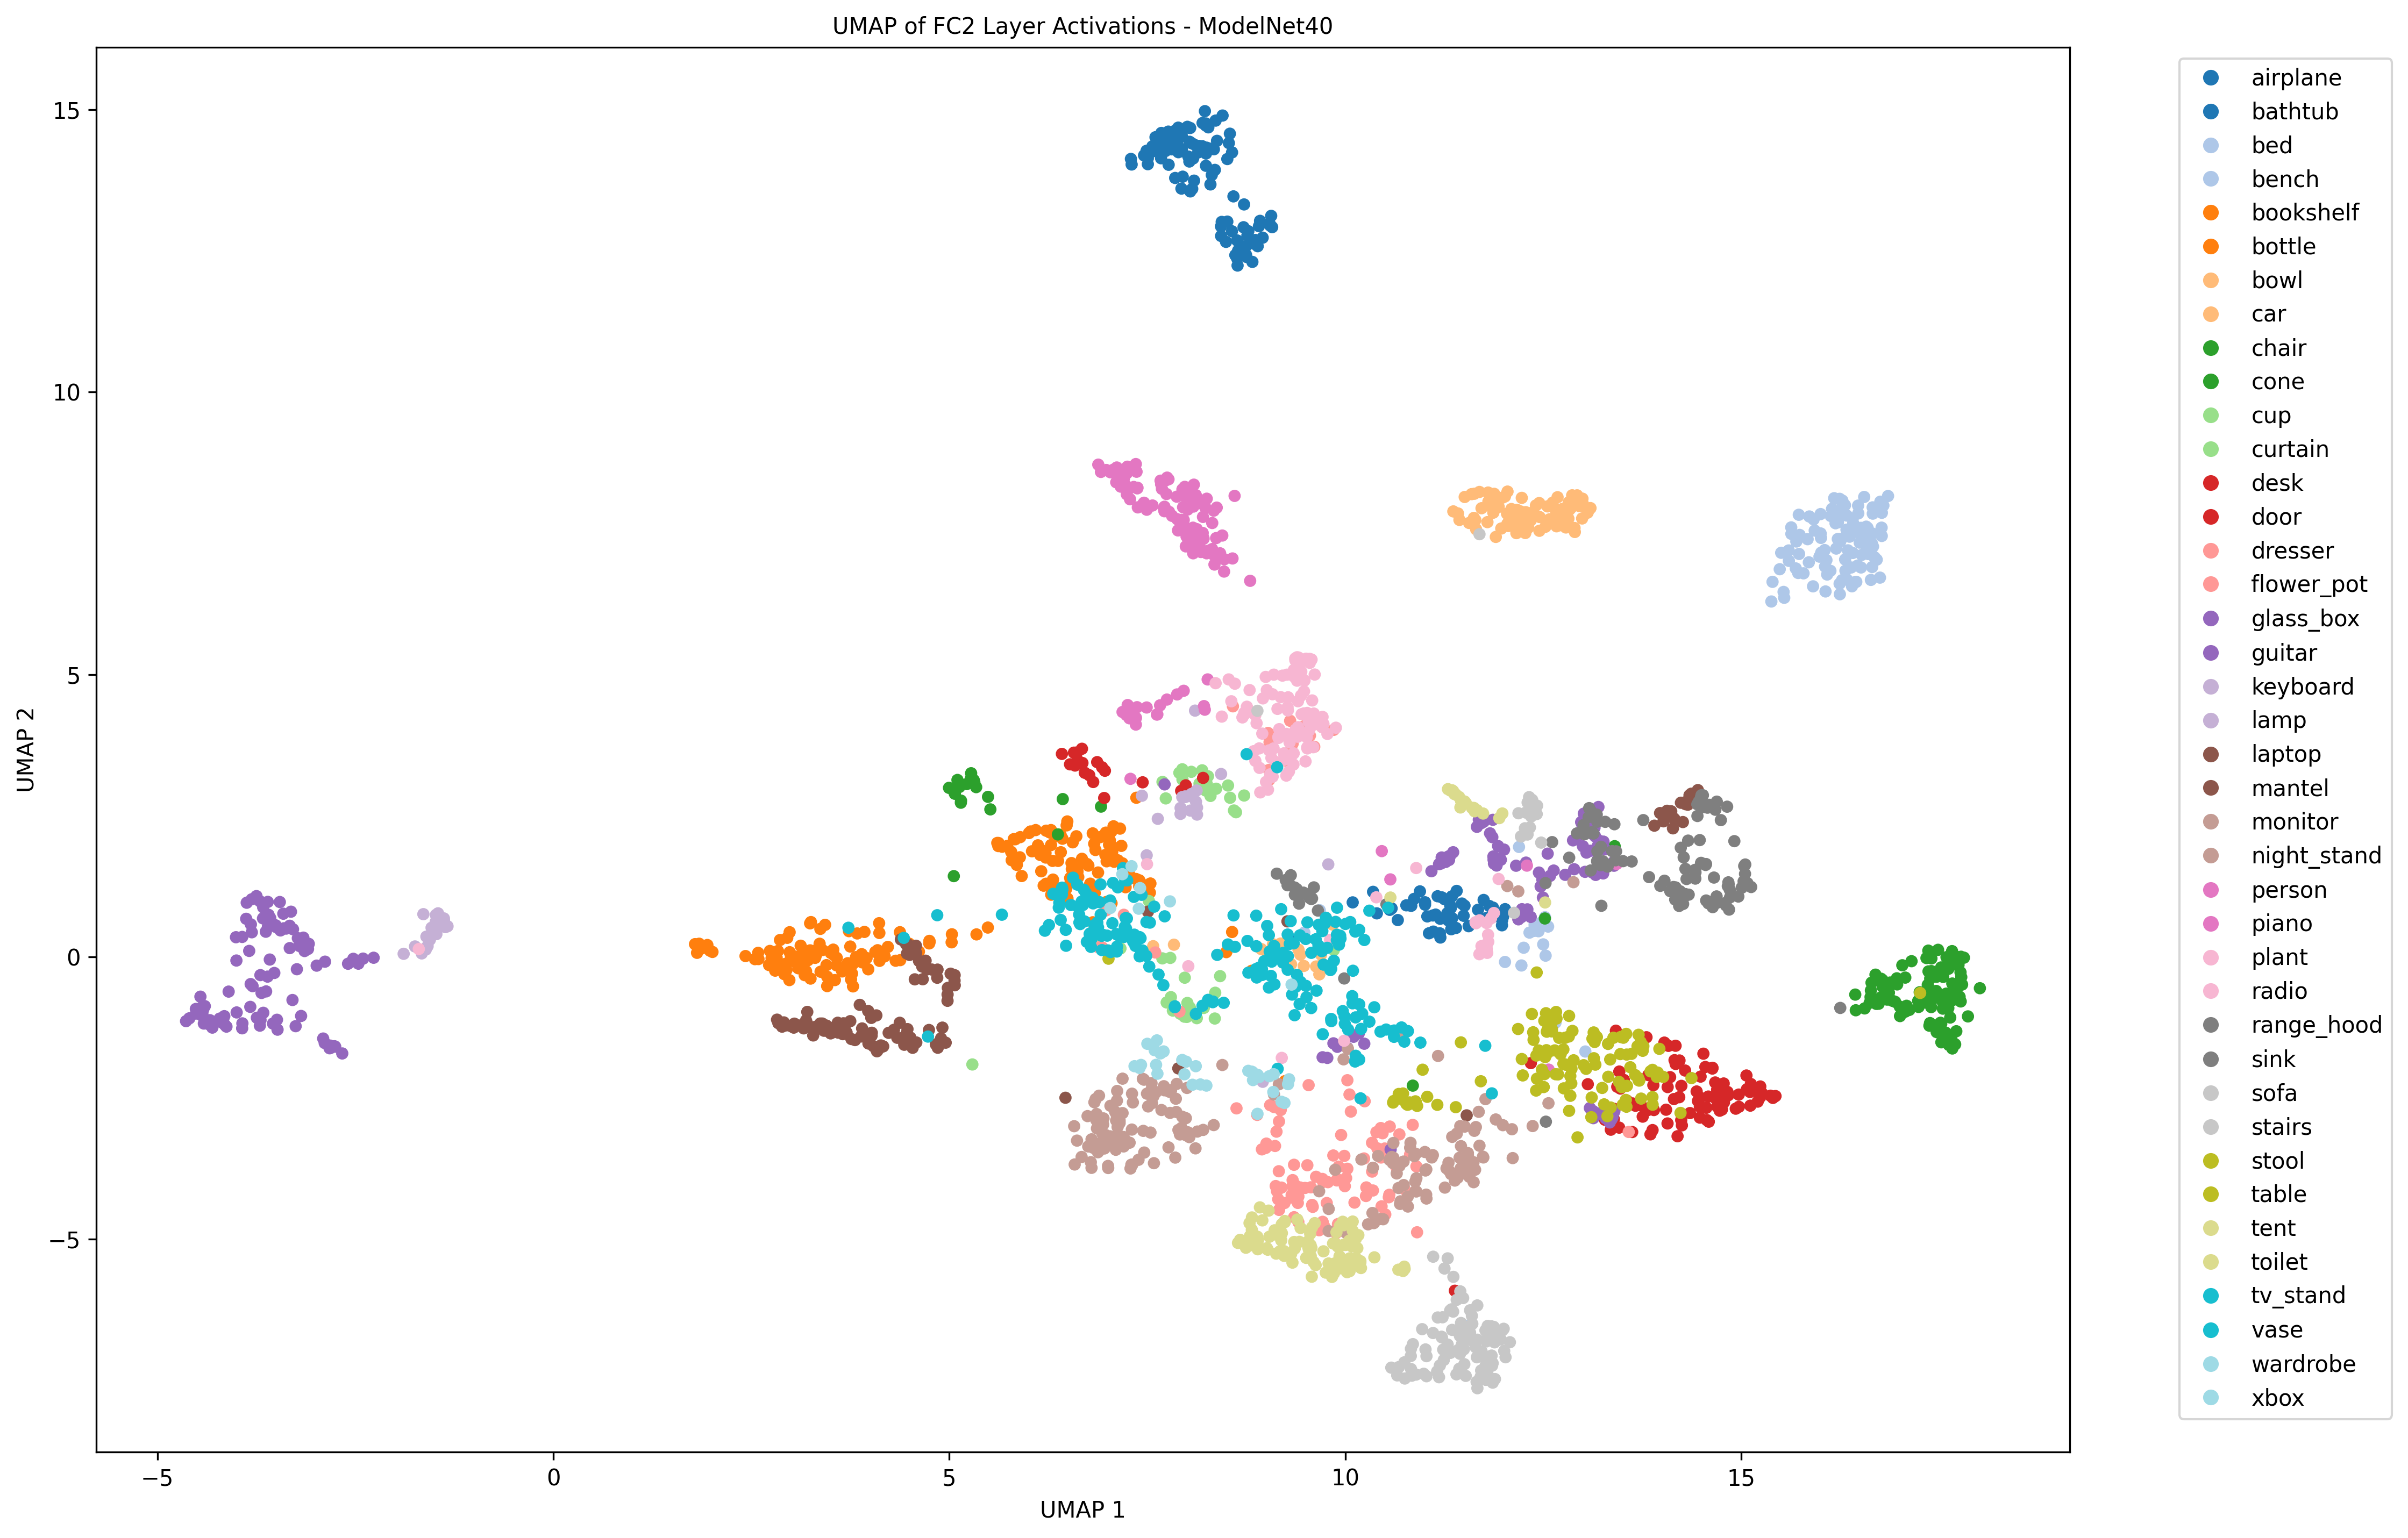 UMAP of FC2 Layer Activations - ModelNet40
15
10
5
0
−5
UMAP 2
−5
0
5
10
15
UMAP 1
airplane
bathtub
bed
bench
bookshelf
bottle
bowl
car
chair
cone
cup
curtain
desk
door
dresser
flower_pot
glass_box
guitar
keyboard
lamp
laptop
mantel
monitor
night_stand
person
piano
plant
radio
range_hood
sink
sofa
stairs
stool
table
tent
toilet
tv_stand
vase
wardrobe
xbox